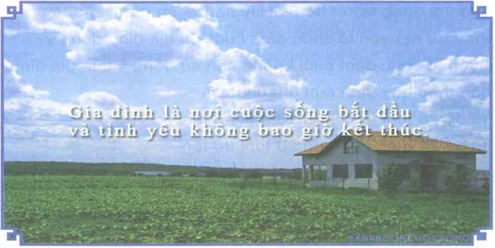 Gia đình là nơi cuộc sống bắt đầu
và tình yêu không bao giờ kết thúc.